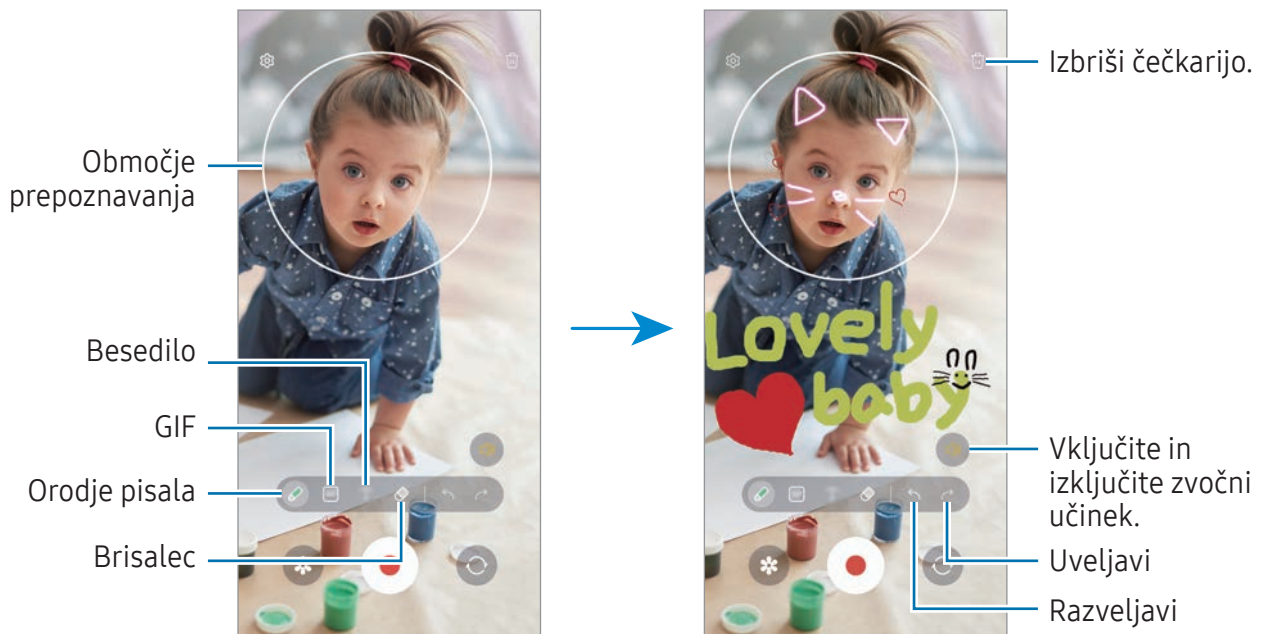 Območje
prepoznavanja
Besedilo
GIF
Orodje pisala
Brisalec
Lovely
baby
Izbriši čečkarijo.
Vključite in
izključite zvočni
učinek.
Uveljavi
Razveljavi